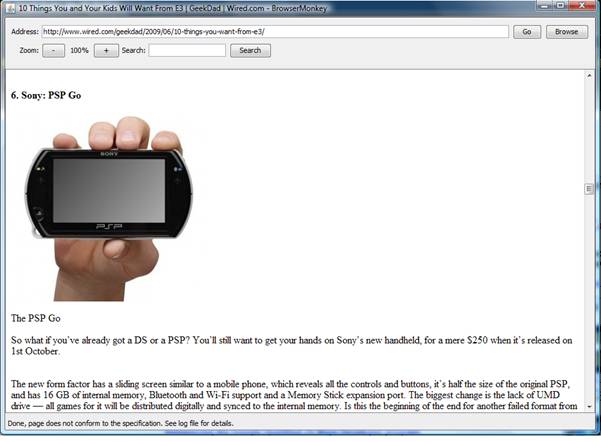 10 Things You and Your Kids Will Want From E3 | GeekDad | Wired.com - BrowserMonkey
Address: http://www.wired.com/geekdad/2009/06/10-things-you-want-from-e3/ Go Browse
Zoom: - 100% + Search: Search
6. Sony: PSP Go
SONY
PSP
The PSP Go
So what if you've already got a DS or a PSP? You'll still want to get your hands on Sony's new handheld, for a mere $250 when it's released on
1st October.
The new form factor has a sliding screen similar to a mobile phone, which reveals all the controls and buttons, it's half the size of the original PSP,
and has 16 GB of internal memory, Bluetooth and Wi-Fi support and a Memory Stick expansion port. The biggest change is the lack of UMD
drive — all games for it will be distributed digitally and synced to the internal memory. Is this the beginning of the end for another failed format from
Done, page does not conform to the specification. See log file for details.